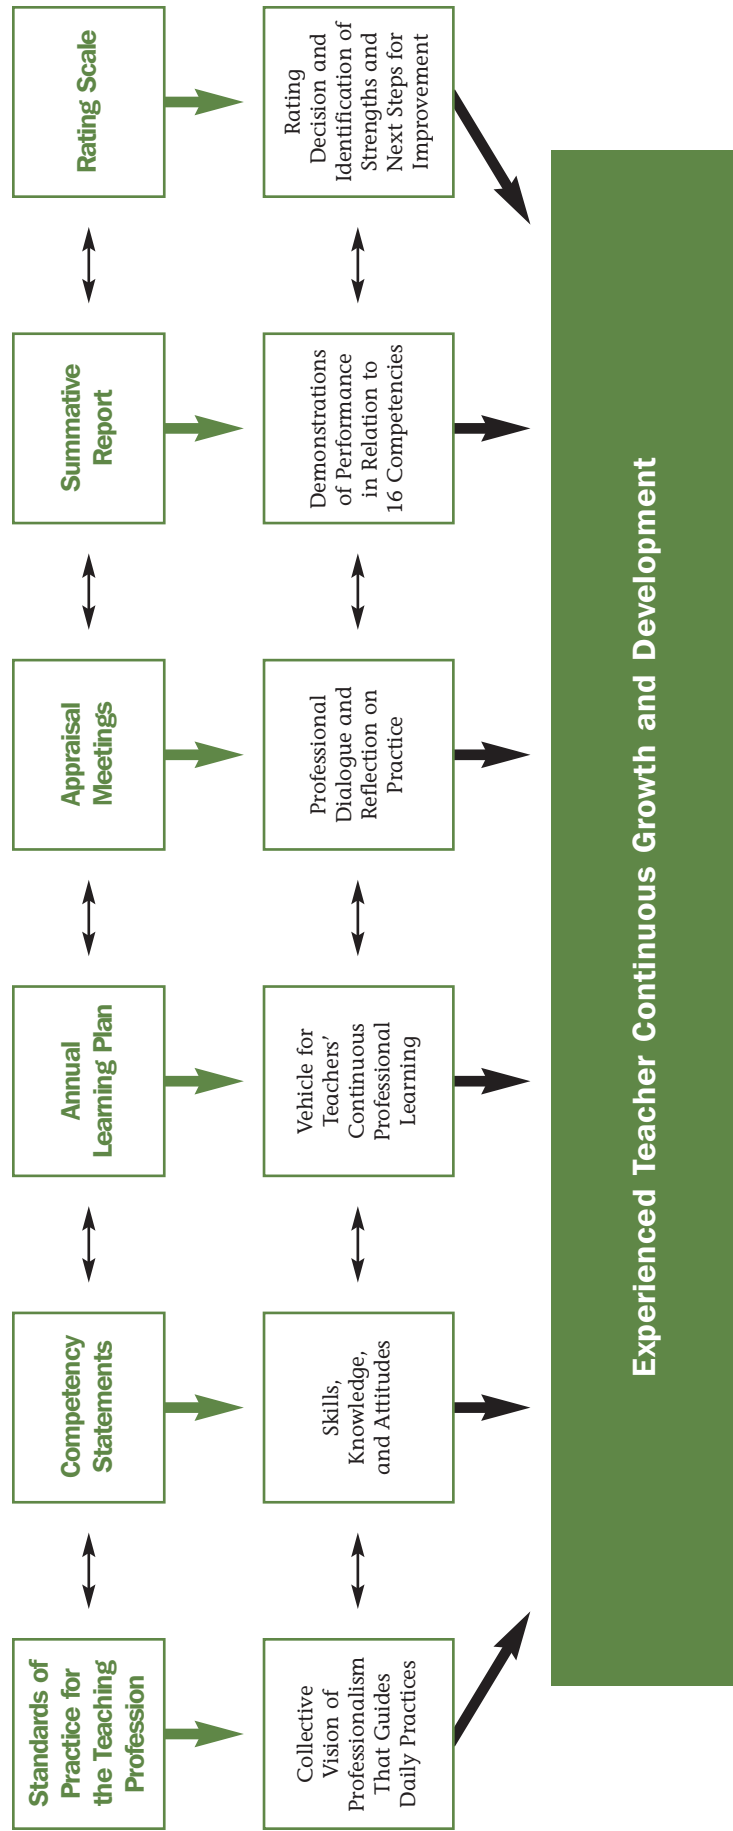 Standards of
Practice for
the Teaching
Profession
Competency
Statements
Annual
Learning Plan
Appraisal
Meetings
Summative
Report
Rating Scale
Collective
Vision of
Professionalism
That Guides
Daily Practices
Skills,
Knowledge,
and Attitudes
Vehicle for
Teachers’
Continuous
Professional
Learning
Professional
Dialogue and
Reflection on
Practice
Demonstrations
of Performance
in Relation to
16 Competencies
Rating
Decision and
Identification of
Strengths and
Next Steps for
Improvement
Experienced Teacher Continuous Growth and Development